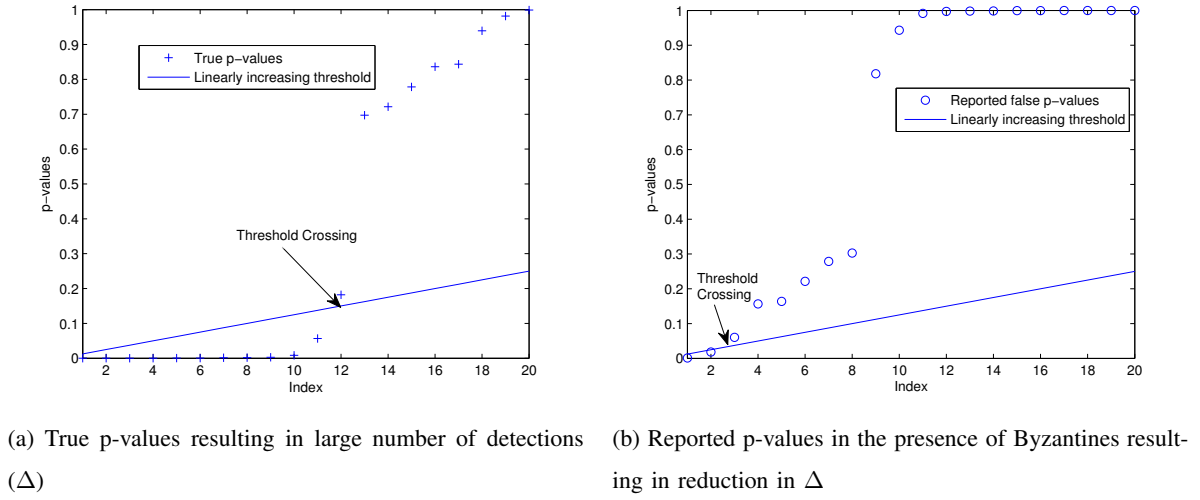 1
0.9
0.8
0.7
0.6
0.5
0.4
0.3
0.2
0.1
0
p−values
True p−values
Linearly increasing threshold
Threshold Crossing
2 4 6 8 10 12 14 16 18 20
Index
(a) True p-values resulting in large number of detections
(Δ)
1
0.9
0.8
0.7
0.6
0.5
0.4
0.3
0.2
0.1
0
p−values
Reported false p−values
Linearly increasing threshold
Threshold
Crossing
2 4 6 8 10 12 14 16 18 20
Index
(b) Reported p-values in the presence of Byzantines result-
ing in reduction in Δ